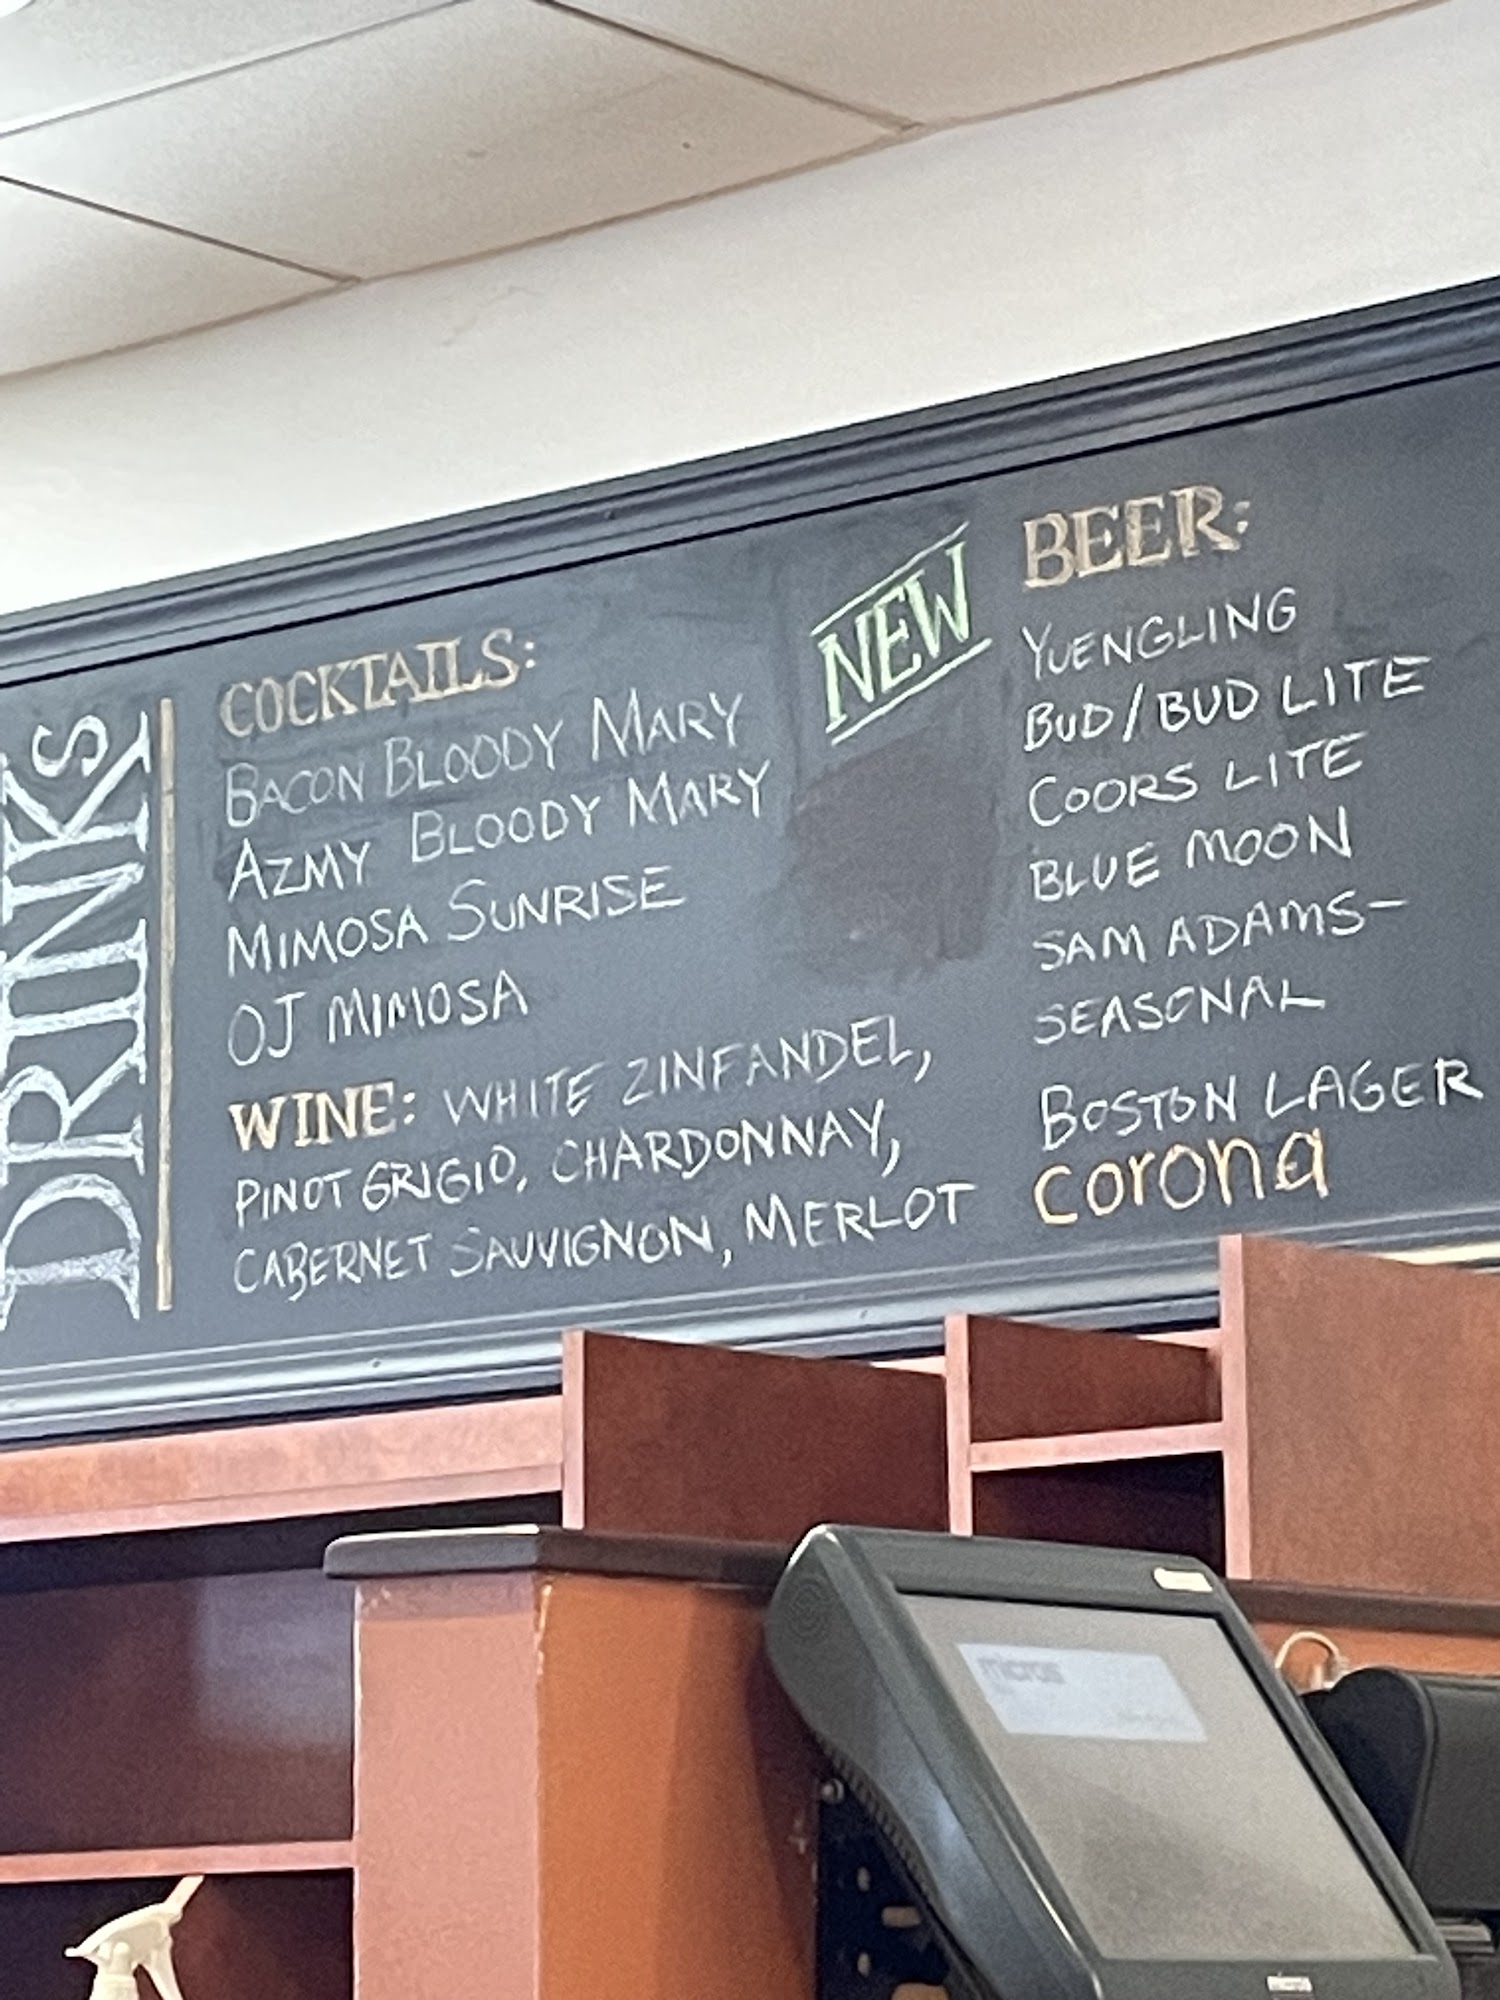 DRINKS
COCKTAILS:
BACON BLOODY MARY
AZMY BLOODY MARY
MIMOSA SUNRISE
OJ MIMOSA
WINE: WHITE ZINFANDEL,
PINOT GRIGIO, CHARDONNAY,
CABERNET SAUVIGNON, MERLOT
NEW
BEER:
YUENGLING
BUD/BUD LITE
COORS LITE
BLUE MOON
SAM ADAMS-
SEASONAL
BOSTON LAGER
corona
micros